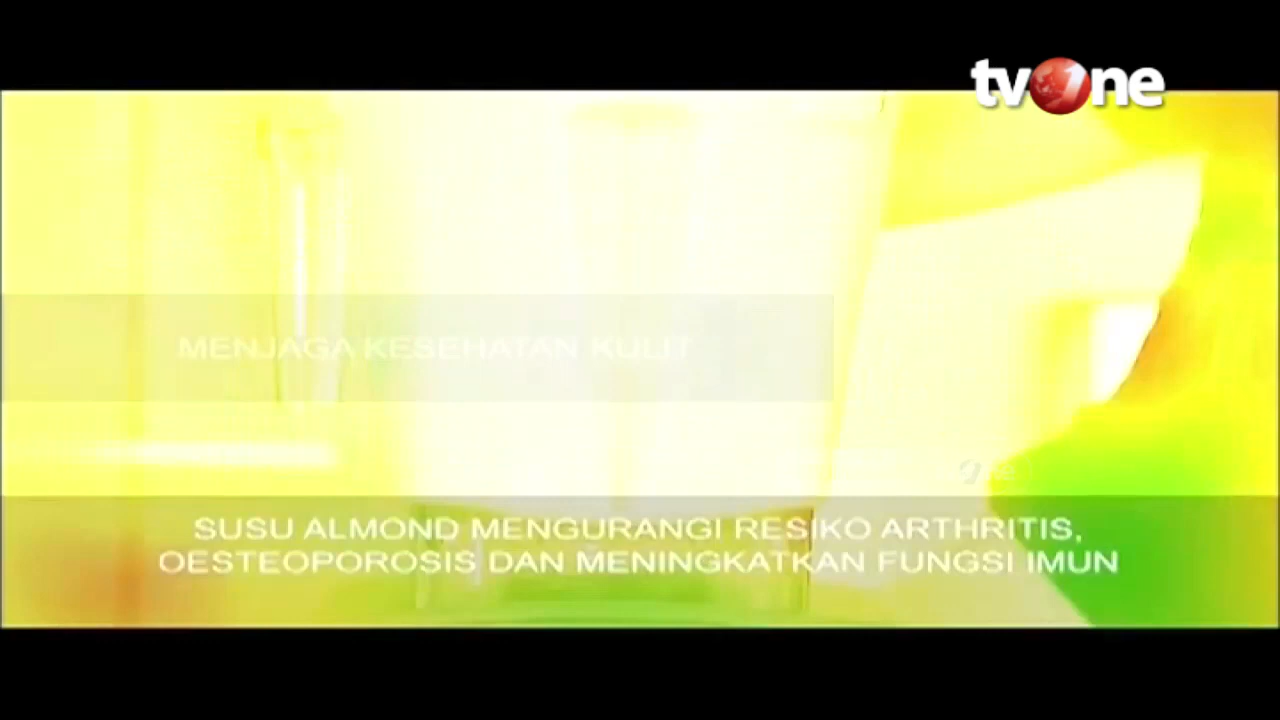 tvOne
MENJAGA KESEHATAN KULIT
SUSU ALMOND MENGURANGI RESIKO ARTHRITIS,
OESTEOPOROSIS DAN MENINGKATKAN FUNGSI IMUN